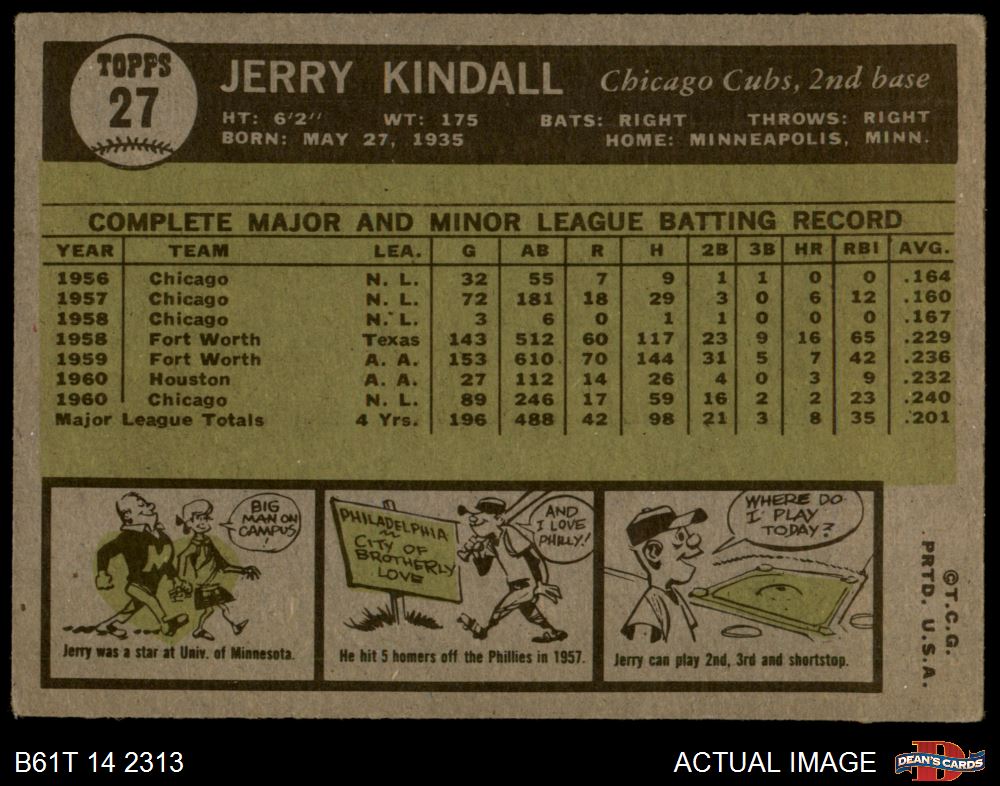 TOPPS
27
JERRY KINDALL Chicago Cubs, 2nd base
HT: 6'2'' WT: 175 BATS: RIGHT THROWS: RIGHT
BORN: MAY 27, 1935 HOME: MINNEAPOLIS, MINN.
COMPLETE MAJOR AND MINOR LEAGUE BATTING RECORD
YEAR TEAM LEA. G AB R H 2B 3B HR RBI AVG.
1956 Chicago N. L. 32 55 7 9 1 1 0 0 .164
1957 Chicago N. L. 72 181 18 29 3 0 6 12 .160
1958 Chicago N. L. 3 6 0 1 1 0 0 0 .167
1958 Fort Worth Texas 143 512 60 117 23 9 16 65 .229
1959 Fort Worth A. A. 153 610 70 144 31 5 7 42 .236
1960 Houston A. A. 27 112 14 26 4 0 3 9 .232
1960 Chicago N. L. 89 246 17 59 16 2 2 23 .240
Major League Totals 4 Yrs. 196 488 42 98 21 3 8 35 .201
BIG
MAN ON
CAMPUS!
M
Jerry was a star at Univ. of Minnesota.
PHILADELPHIA
CITY OF
BROTHERLY
LOVE
AND
I LOVE
PHILLY!
He hit 5 homers off the Phillies in 1957.
WHERE DO
I PLAY
TODAY?
Jerry can play 2nd, 3rd and shortstop.
©T.C.G.
PRTD. U.S.A.
B61T 14 2313 ACTUAL IMAGE
D
DEAN'S CARDS